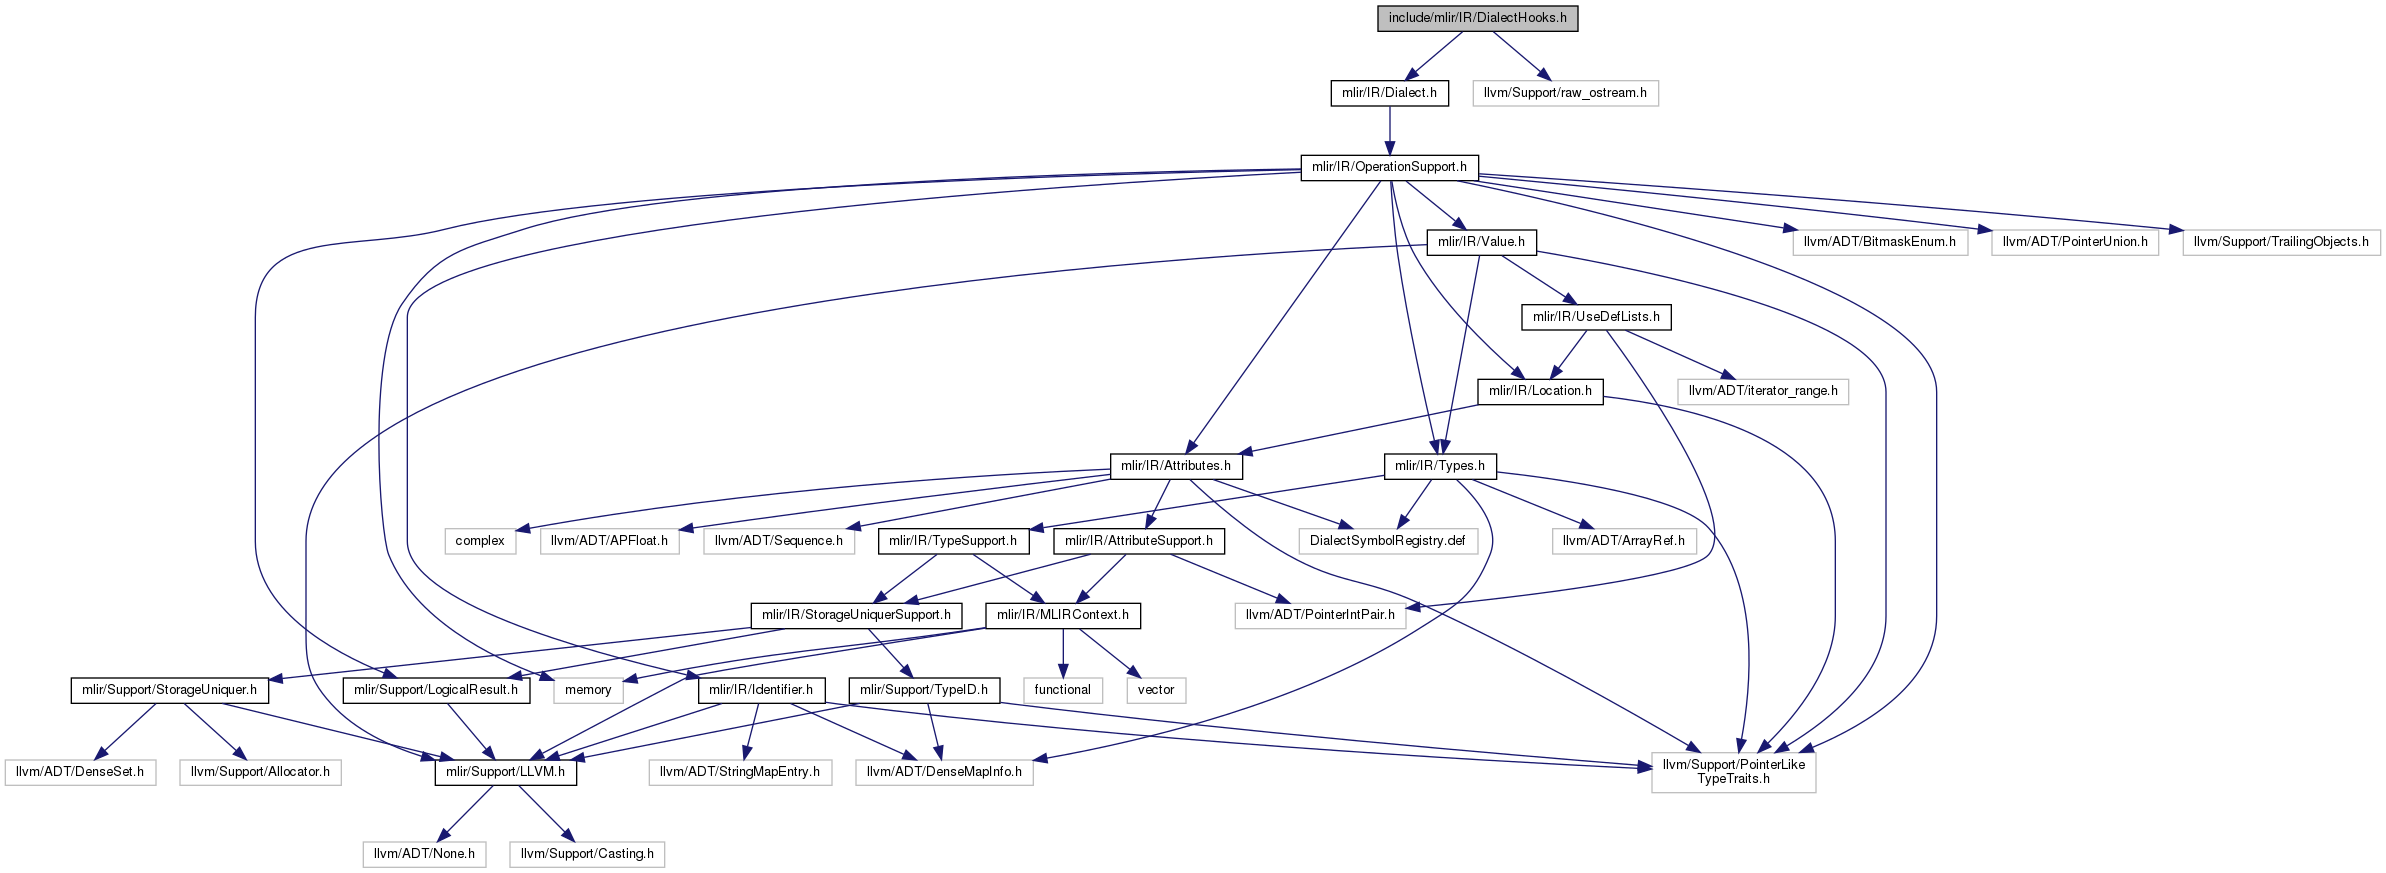 include/mlir/IR/DialectHooks.h
mlir/IR/Dialect.h
llvm/Support/raw_ostream.h
mlir/IR/OperationSupport.h
mlir/IR/Value.h
llvm/ADT/BitmaskEnum.h
llvm/ADT/PointerUnion.h
llvm/Support/TrailingObjects.h
mlir/IR/UseDefLists.h
mlir/IR/Location.h
llvm/ADT/iterator_range.h
mlir/IR/Attributes.h
mlir/IR/Types.h
complex
llvm/ADT/APFloat.h
llvm/ADT/Sequence.h
mlir/IR/TypeSupport.h
mlir/IR/AttributeSupport.h
DialectSymbolRegistry.def
llvm/ADT/ArrayRef.h
mlir/IR/StorageUniquerSupport.h
mlir/IR/MLIRContext.h
llvm/ADT/PointerIntPair.h
mlir/Support/StorageUniquer.h
mlir/Support/LogicalResult.h
memory
mlir/IR/Identifier.h
mlir/Support/TypeID.h
functional
vector
llvm/ADT/DenseSet.h
llvm/Support/Allocator.h
mlir/Support/LLVM.h
llvm/ADT/StringMapEntry.h
llvm/ADT/DenseMapInfo.h
llvm/Support/PointerLike
TypeTraits.h
llvm/ADT/None.h
llvm/Support/Casting.h